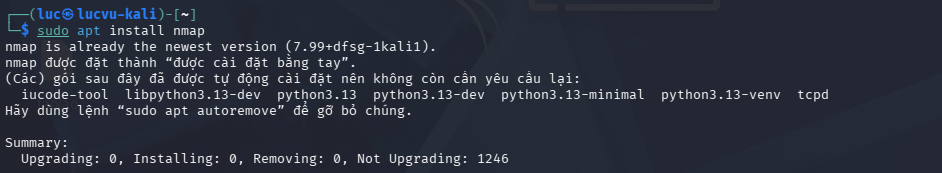 ┌──(luc㉿lucvu-kali)-[~]
└─$ sudo apt install nmap
nmap is already the newest version (7.99+dfsg-1kali1).
nmap được đặt thành “được cài đặt bằng tay”.
(Các) gói sau đây đã được tự động cài đặt nên không còn cần yêu cầu lại:
  iucode-tool  libpython3.13-dev  python3.13  python3.13-dev  python3.13-minimal  python3.13-venv  tcpd
Hãy dùng lệnh “sudo apt autoremove” để gỡ bỏ chúng.

Summary:
  Upgrading: 0, Installing: 0, Removing: 0, Not Upgrading: 1246